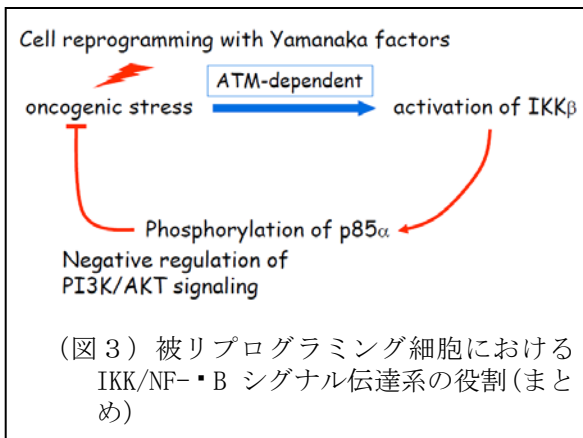 Cell reprogramming with Yamanaka factors
ATM-dependent
oncogenic stress
activation of IKKβ
Phosphorylation of p85α
Negative regulation of
PI3K/AKT signaling
(図3) 被リプログラミング細胞における
IKK/NF-・B シグナル伝達系の役割(まと
め)